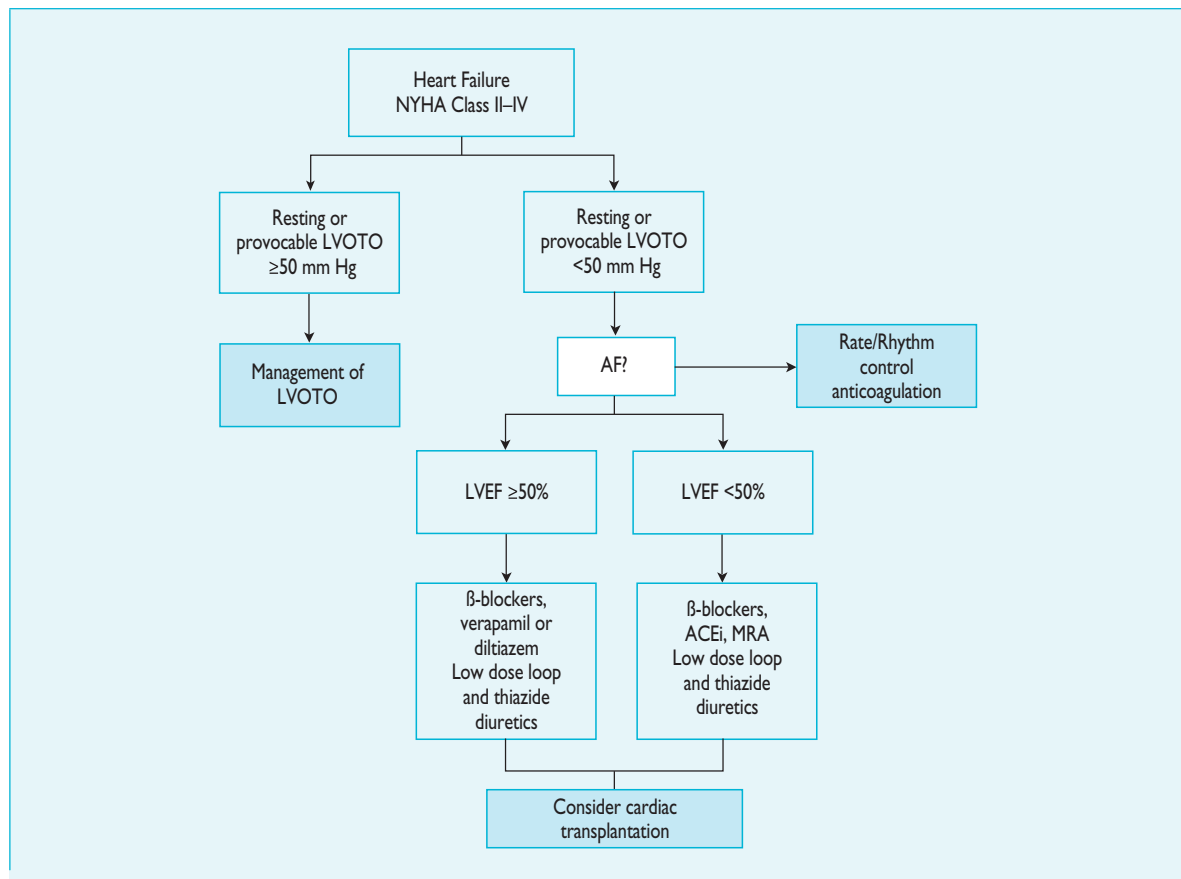 Heart Failure
NYHA Class II–IV
Resting or
provocable LVOTO
≥50 mm Hg
Resting or
provocable LVOTO
<50 mm Hg
Management of
LVOTO
AF?
Rate/Rhythm
control
anticoagulation
LVEF ≥50%
LVEF <50%
ß-blockers,
verapamil or
diltiazem
Low dose loop
and thiazide
diuretics
ß-blockers,
ACEi, MRA
Low dose loop
and thiazide
diuretics
Consider cardiac
transplantation